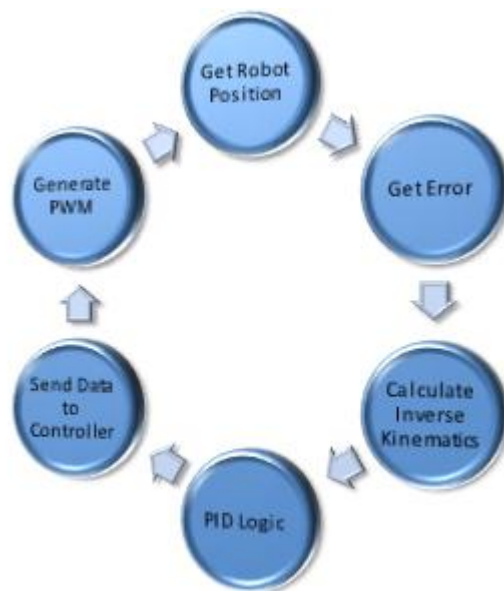 Get Robot
Position
Get Error
Calculate
Inverse
Kinematics
PID Logic
Send Data
to
Controller
Generate
PWM